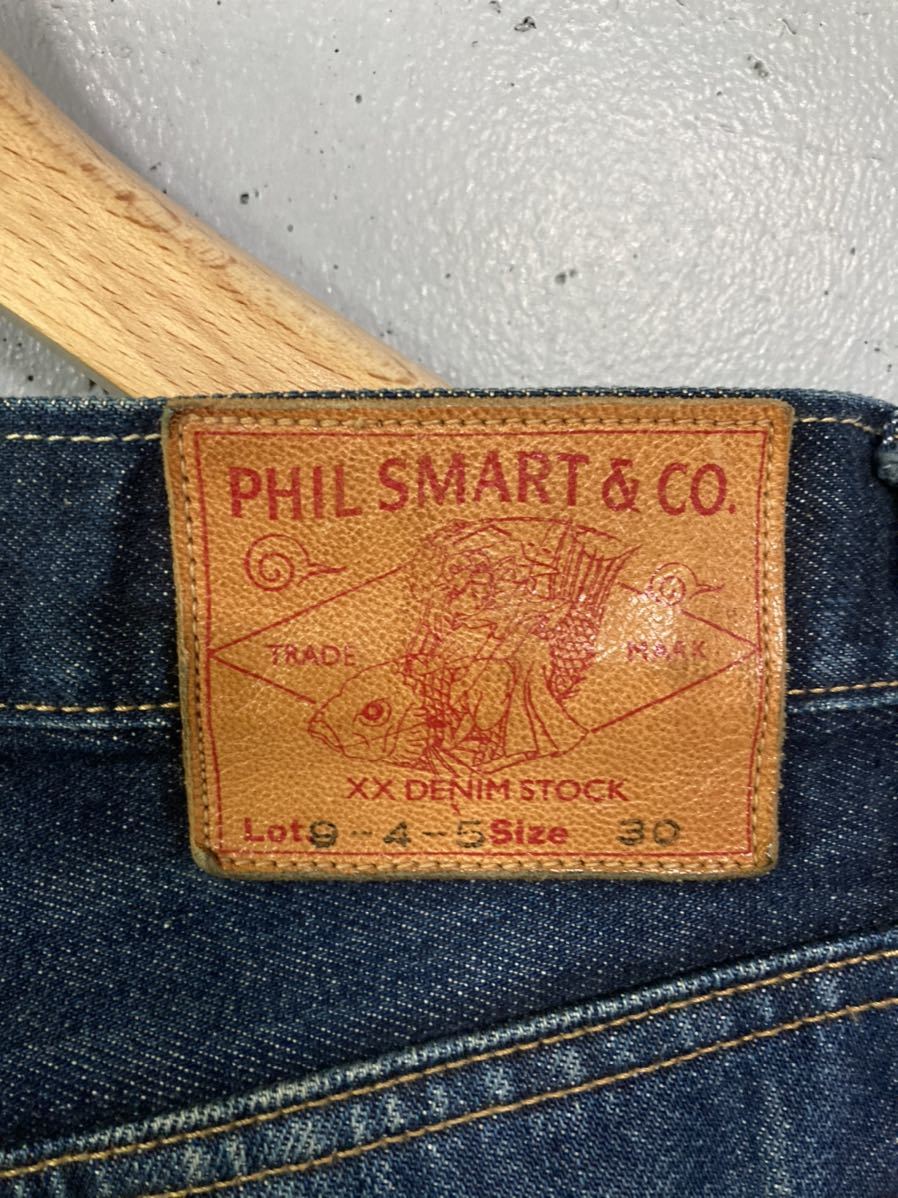 PHIL SMART & CO.
TRADE MARK
XX DENIM STOCK
Lot 9-4-5 Size 30